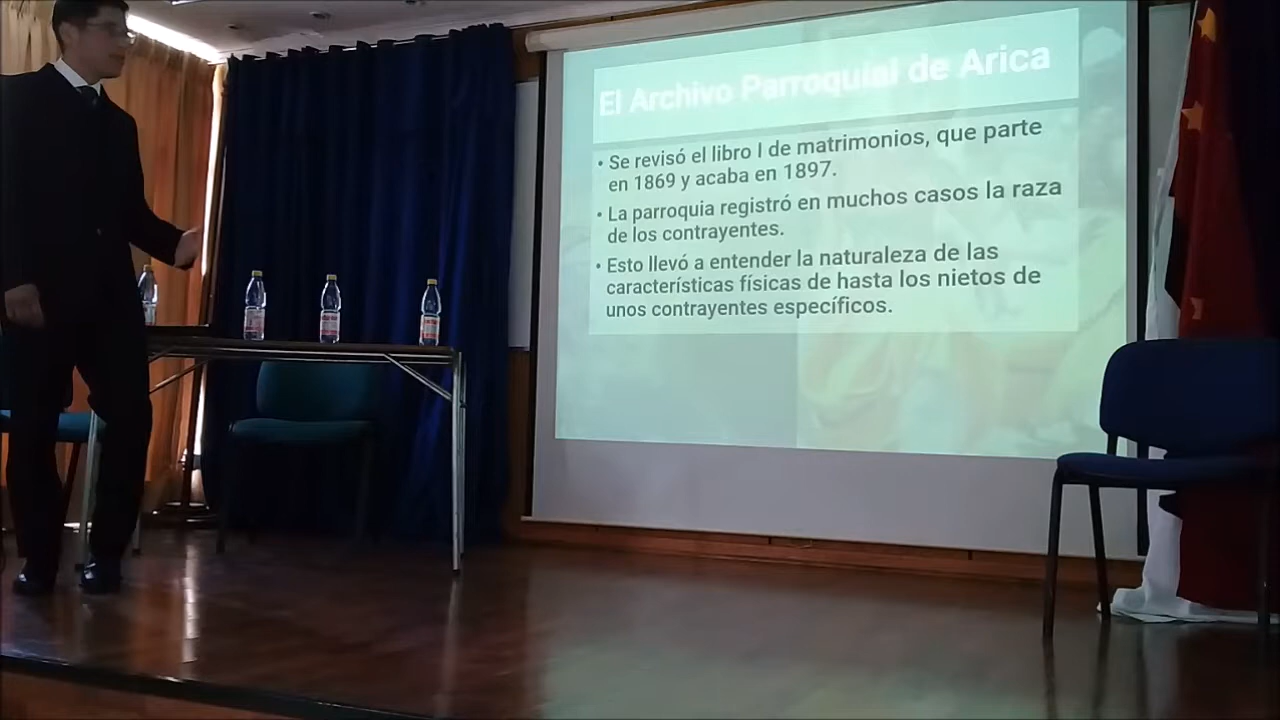 El Archivo Parroquial de Arica
• Se revisó el libro I de matrimonios, que parte
en 1869 y acaba en 1897.
• La parroquia registró en muchos casos la raza
de los contrayentes.
• Esto llevó a entender la naturaleza de las
características físicas de hasta los nietos de
unos contrayentes específicos.